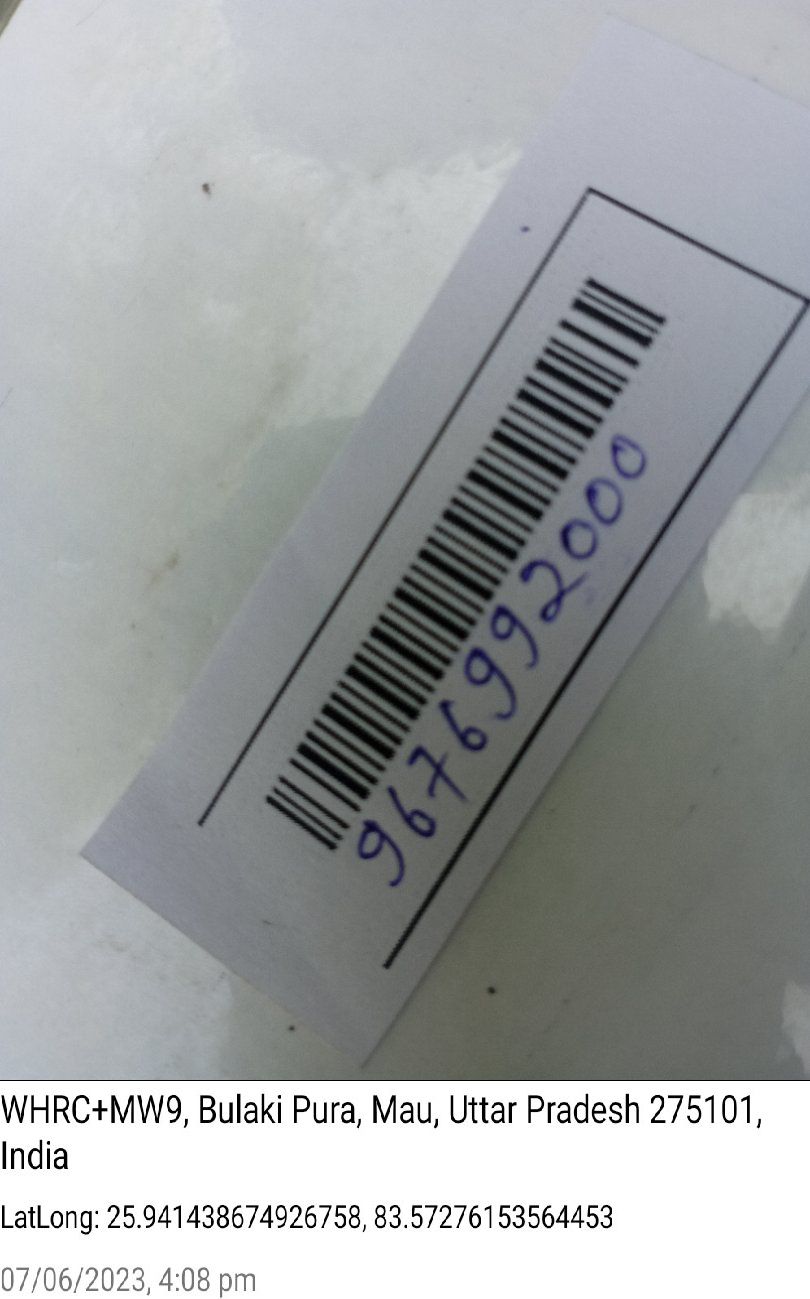 9676992000
WHRC+MW9, Bulaki Pura, Mau, Uttar Pradesh 275101,
India
LatLong: 25.941438674926758, 83.57276153564453
07/06/2023, 4:08 pm